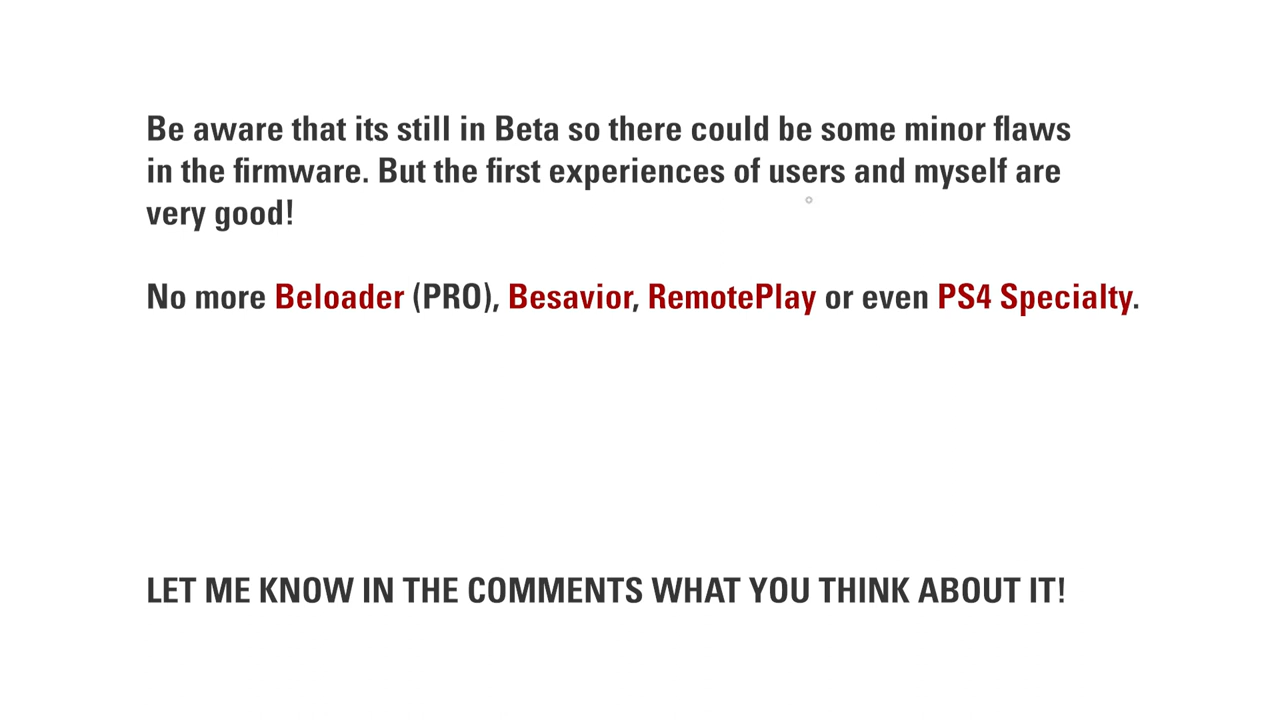 Be aware that its still in Beta so there could be some minor flaws
in the firmware. But the first experiences of users and myself are
very good!
No more Beloader (PRO), Besavior, RemotePlay or even PS4 Specialty.
LET ME KNOW IN THE COMMENTS WHAT YOU THINK ABOUT IT!